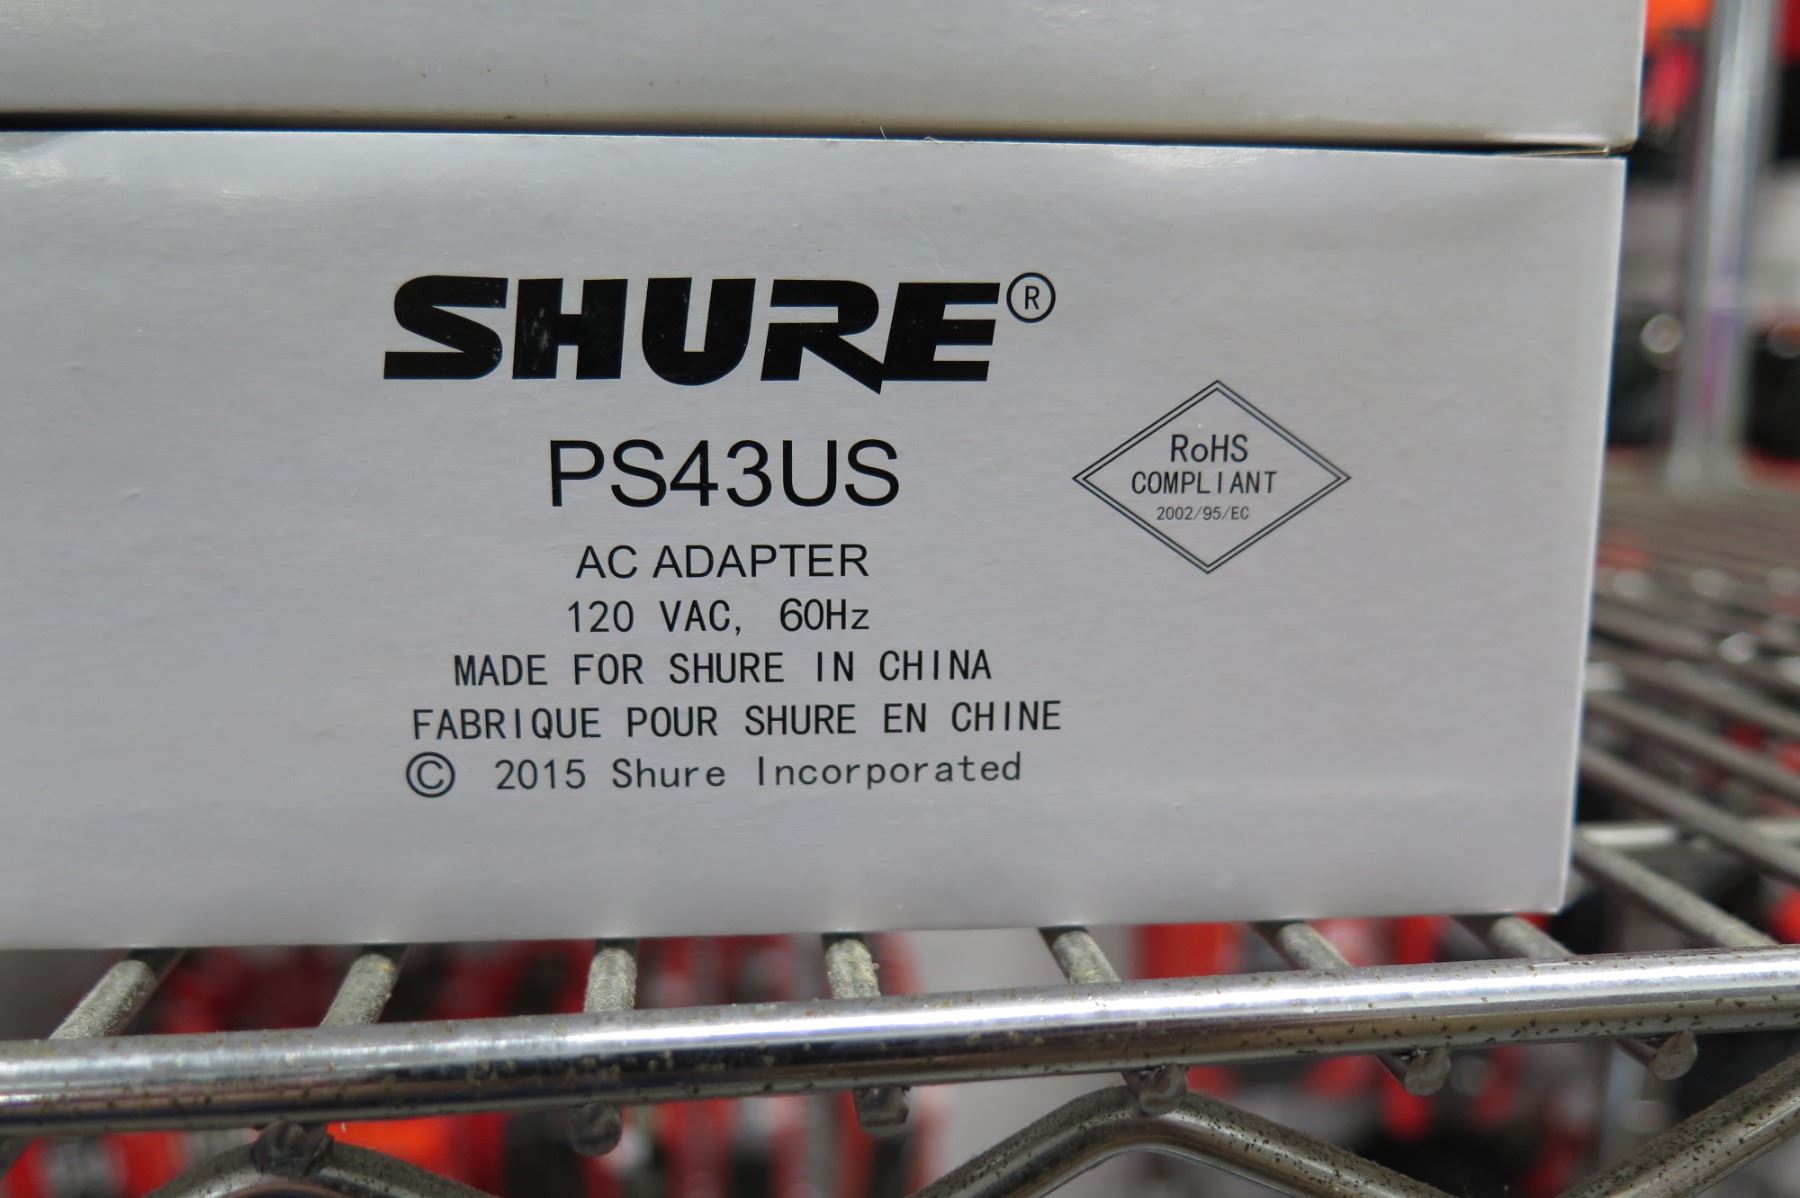 SHURE®
PS43US
RoHS
COMPLIANT
2002/95/EC
AC ADAPTER
120 VAC, 60Hz
MADE FOR SHURE IN CHINA
FABRIQUE POUR SHURE EN CHINE
© 2015 Shure Incorporated